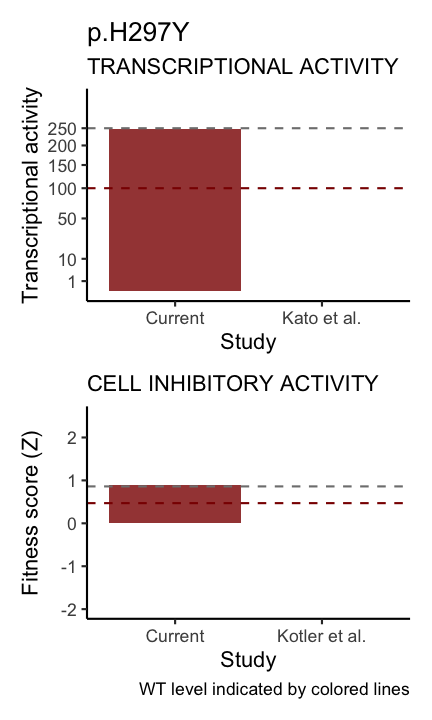 p.H297Y
TRANSCRIPTIONAL ACTIVITY
Transcriptional activity
250
200
150
100
50
10
1
Current
Kato et al.
Study
CELL INHIBITORY ACTIVITY
Fitness score (Z)
2
1
0
-1
-2
Current
Kotler et al.
Study
WT level indicated by colored lines